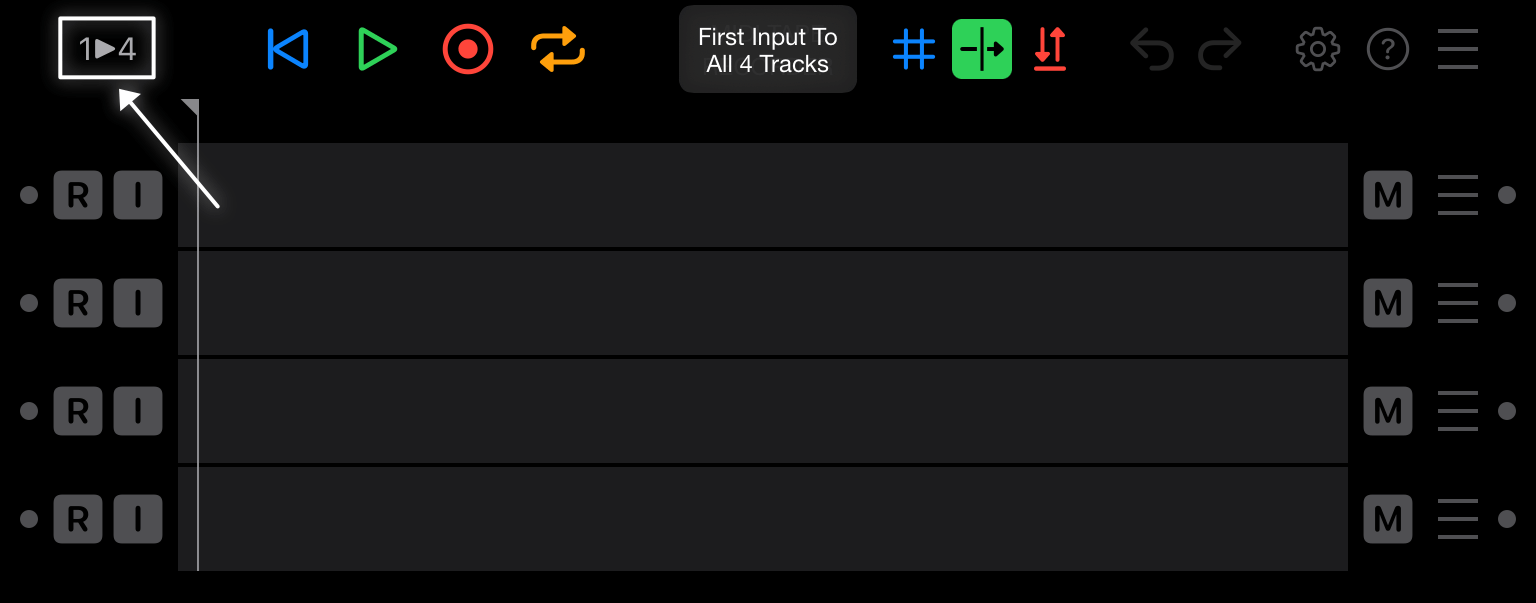 1▶4
First Input To
All 4 Tracks
?
R I M
R I M
R I M
R I M